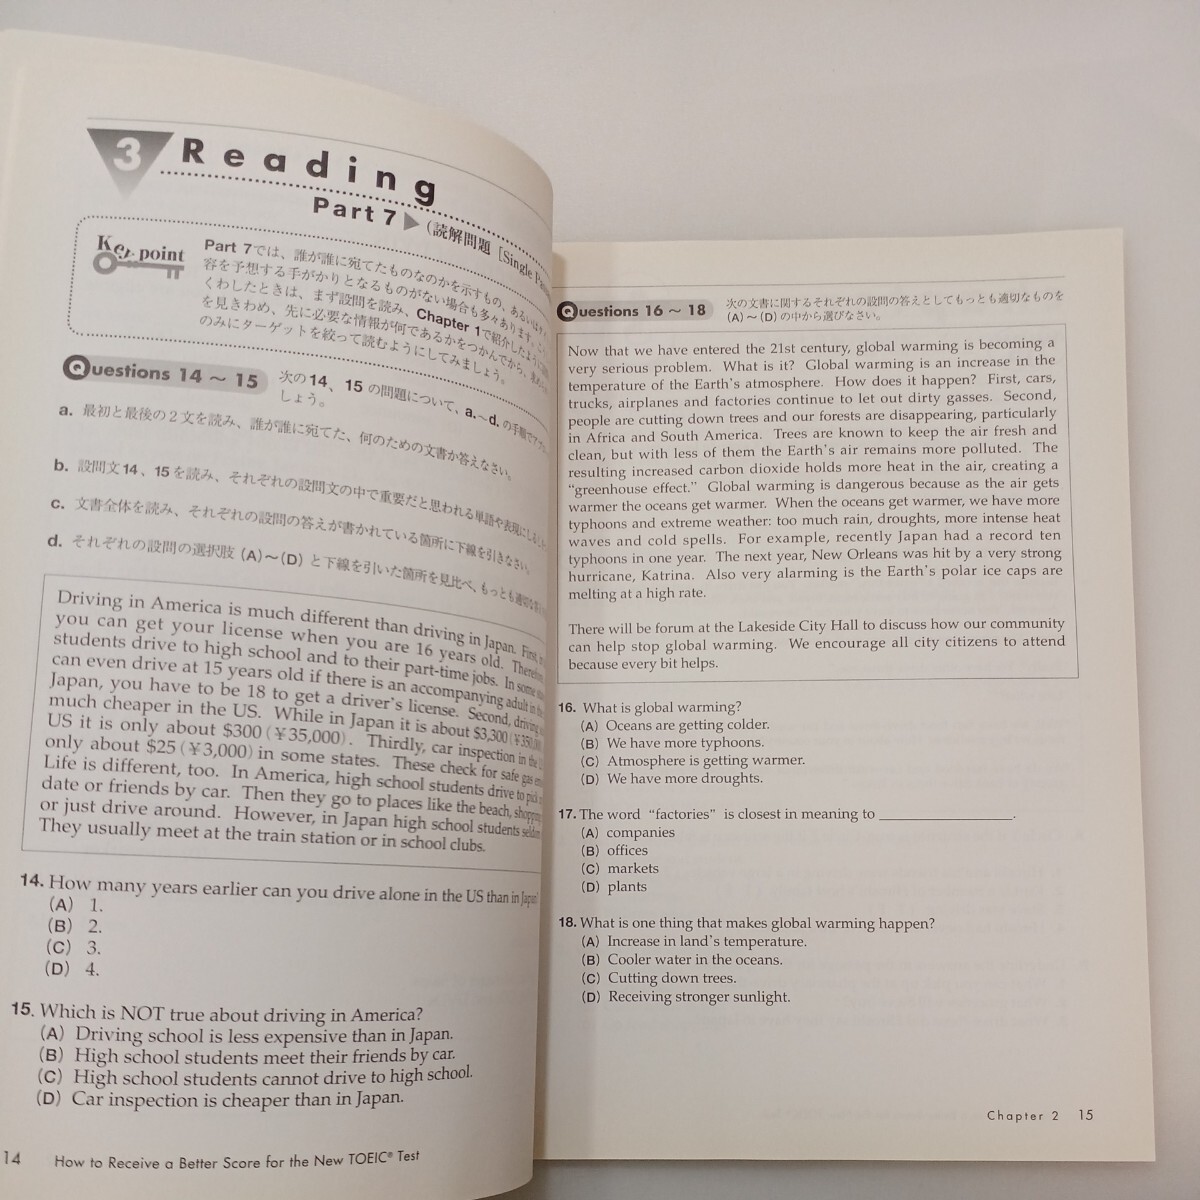 3 Reading
Part 7 ▶ (読解問題 [Single
Key point
Part 7では、誰が誰に宛てたものなのかを示すもの、あるいは
容を予想する手がかりとなるものがない場合も多々あります。
くわしたときは、まず設問を読み、Chapter 1で紹介したように
を見きわめ、先に必要な情報が何であるかをつかんでから、
のみにターゲットを絞って読むようにしてみましょう。
Questions 14 ~ 15 次の14、15 の問題について、a.~d. の手順で
しょう。
a. 最初と最後の2文を読み、誰が誰に宛てた、何のための文書か答えなさい。
b. 設問文14、15を読み、それぞれの設問文の中で重要だと思われる単語や表現に
c. 文書全体を読み、それぞれの設問の答えが書かれている箇所に下線を引きなさい。
d. それぞれの設問の選択肢 (A)~(D) と下線を引いた箇所を見比べ、もっとも適切な
Driving in America is much different than driving in Japan. First,
you can get your license when you are 16 years old.
students drive to high school and to their part-time jobs. In some
can even drive at 15 years old if there is an accompanying adult in the
Japan, you have to be 18 to get a driver's license. Second, driving
much cheaper in the US. While in Japan it is about $3,300
US it is only about $300 (¥35,000). Thirdly, car inspection in the
only about $25 (¥3,000) in some states. These check for safe gas
Life is different, too. In America, high school students drive to pick
date or friends by car. Then they go to places like the beach,
or just drive around. However, in Japan high school students
They usually meet at the train station or in school clubs.
14. How many years earlier can you drive alone in the US than in Japan?
(A) 1.
(B) 2.
(C) 3.
(D) 4.
15. Which is NOT true about driving in America?
(A) Driving school is less expensive than in Japan.
(B) High school students meet their friends by car.
(C) High school students cannot drive to high school.
(D) Car inspection is cheaper than in Japan.
14 How to Receive a Better Score for the New TOEIC® Test
Questions 16 ~ 18 次の文書に関するそれぞれの設問の答えとしてもっとも適切なものを
(A)~(D) の中から選びなさい。
Now that we have entered the 21st century, global warming is becoming a
very serious problem. What is it? Global warming is an increase in the
temperature of the Earth's atmosphere. How does it happen? First, cars,
trucks, airplanes and factories continue to let out dirty gasses. Second,
people are cutting down trees and our forests are disappearing, particularly
in Africa and South America. Trees are known to keep the air fresh and
clean, but with less of them the Earth's air remains more polluted. The
resulting increased carbon dioxide holds more heat in the air, creating a
“greenhouse effect.” Global warming is dangerous because as the air gets
warmer the oceans get warmer. When the oceans get warmer, we have more
typhoons and extreme weather: too much rain, droughts, more intense heat
waves and cold spells. For example, recently Japan had a record ten
typhoons in one year. The next year, New Orleans was hit by a very strong
hurricane, Katrina. Also very alarming is the Earth's polar ice caps are
melting at a high rate.
There will be forum at the Lakeside City Hall to discuss how our community
can help stop global warming. We encourage all city citizens to attend
because every bit helps.
16. What is global warming?
(A) Oceans are getting colder.
(B) We have more typhoons.
(C) Atmosphere is getting warmer.
(D) We have more droughts.
17. The word “factories” is closest in meaning to ______.
(A) companies
(B) offices
(C) markets
(D) plants
18. What is one thing that makes global warming happen?
(A) Increase in land's temperature.
(B) Cooler water in the oceans.
(C) Cutting down trees.
(D) Receiving stronger sunlight.
Chapter 2 15